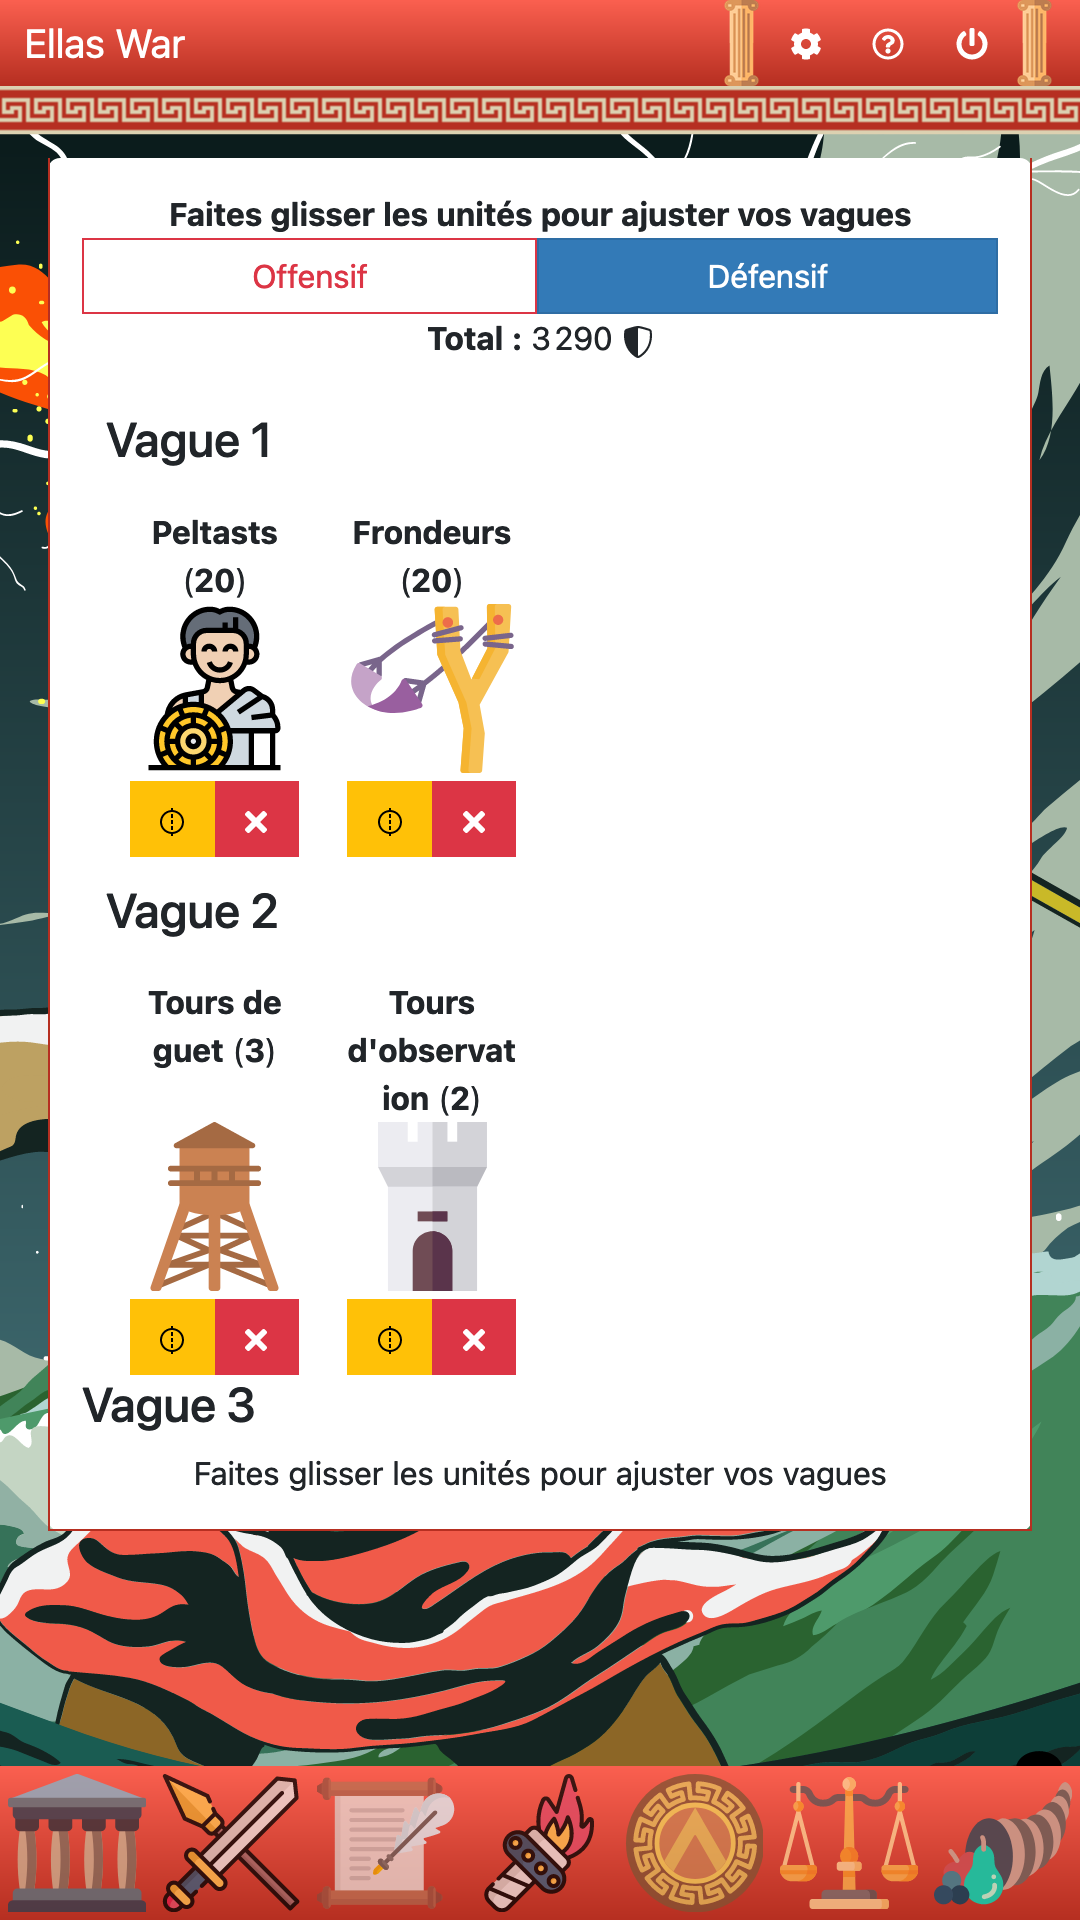 Ellas War
Faites glisser les unités pour ajuster vos vagues
Offensif
Défensif
Total : 3 290
Vague 1
Peltasts
(20)
Frondeurs
(20)
Vague 2
Tours de
guet (3)
Tours
d'observat
ion (2)
Vague 3
Faites glisser les unités pour ajuster vos vagues